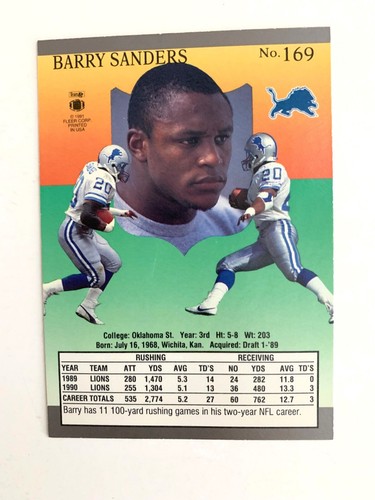 BARRY SANDERS No. 169
© 1991
FLEER CORP.
PRINTED
IN USA
20 20
College: Oklahoma St. Year: 3rd Ht: 5-8 Wt: 203
Born: July 16, 1968, Wichita, Kan. Acquired: Draft 1-'89
RUSHING RECEIVING
YEAR TEAM ATT YDS AVG TD'S NO YDS AVG TD'S
1989 LIONS 280 1,470 5.3 14 24 282 11.8 0
1990 LIONS 255 1,304 5.1 13 36 480 13.3 3
CAREER TOTALS 535 2,774 5.2 27 60 762 12.7 3
Barry has 11 100-yard rushing games in his two-year NFL career.